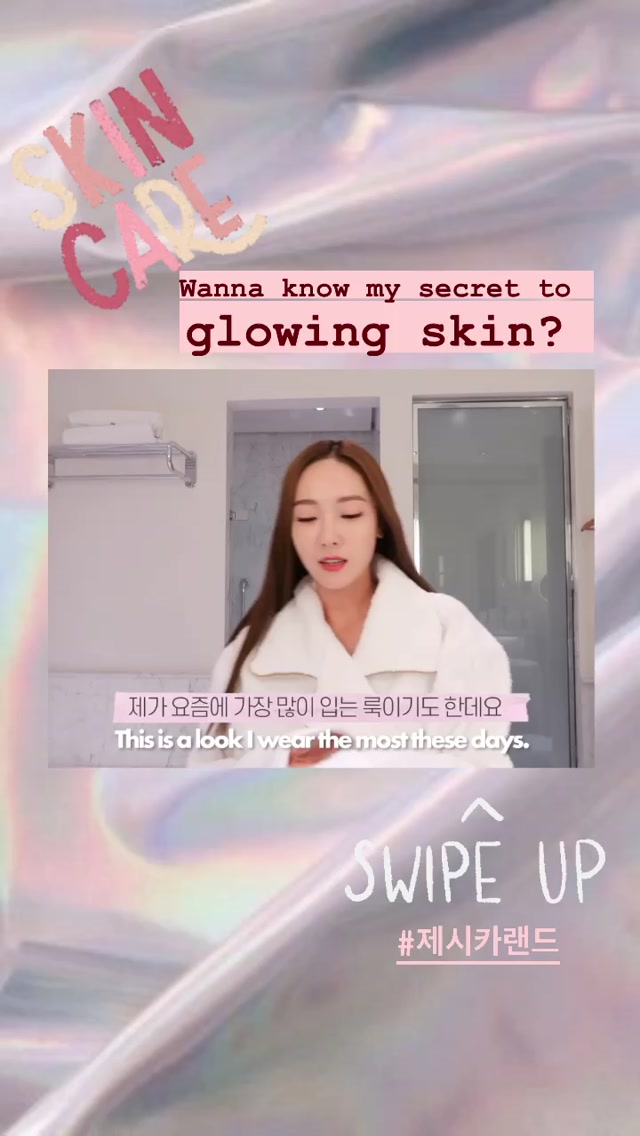 SKIN
CARE
Wanna know my secret to
glowing skin?
제가 요즘에 가장 많이 입는 룩이기도 한데요
This is a look I wear the most these days.
SWIPE UP
#제시카랜드